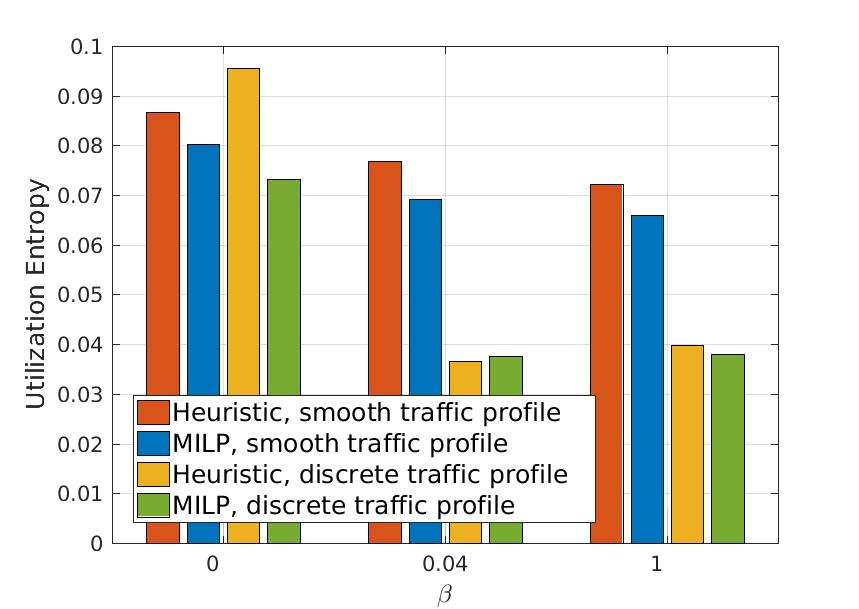 0.1
0.09
0.08
0.07
0.06
0.05
0.04
0.03
0.02
0.01
0
Utilization Entropy
Heuristic, smooth traffic profile
MILP, smooth traffic profile
Heuristic, discrete traffic profile
MILP, discrete traffic profile
0 0.04 1
β